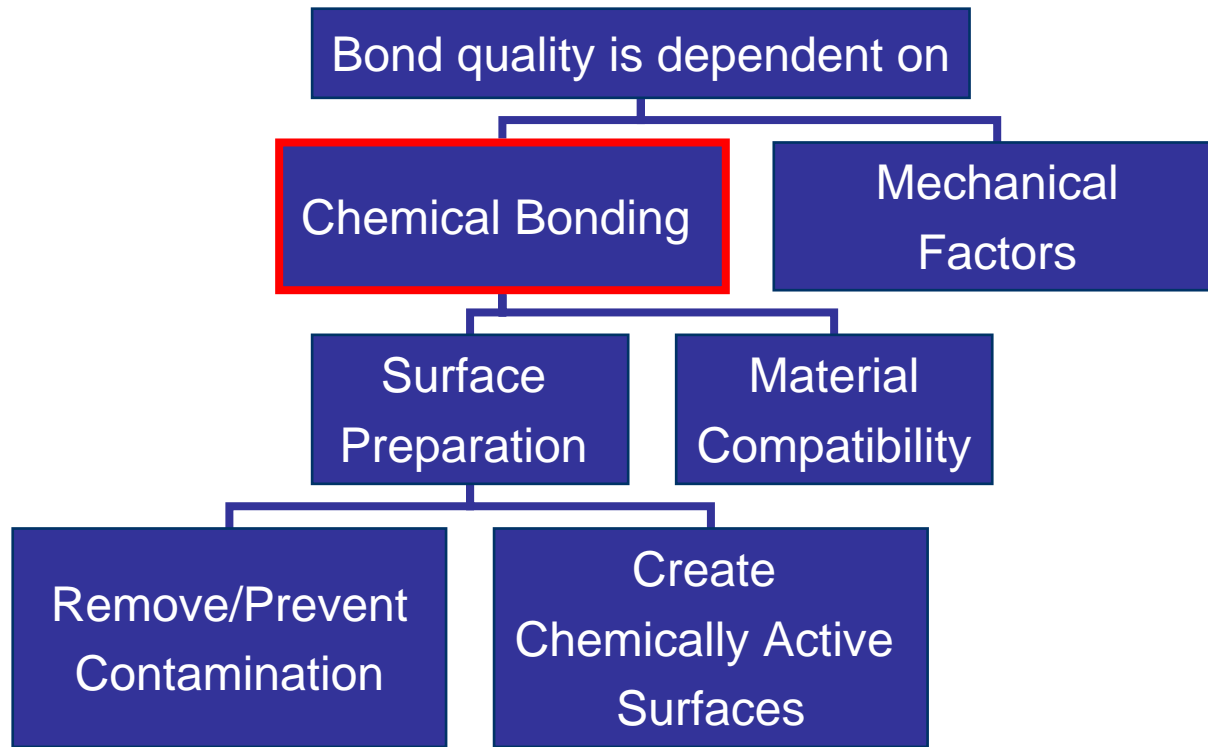 Bond quality is dependent on
Chemical Bonding
Mechanical
Factors
Surface
Preparation
Material
Compatibility
Remove/Prevent
Contamination
Create
Chemically Active
Surfaces